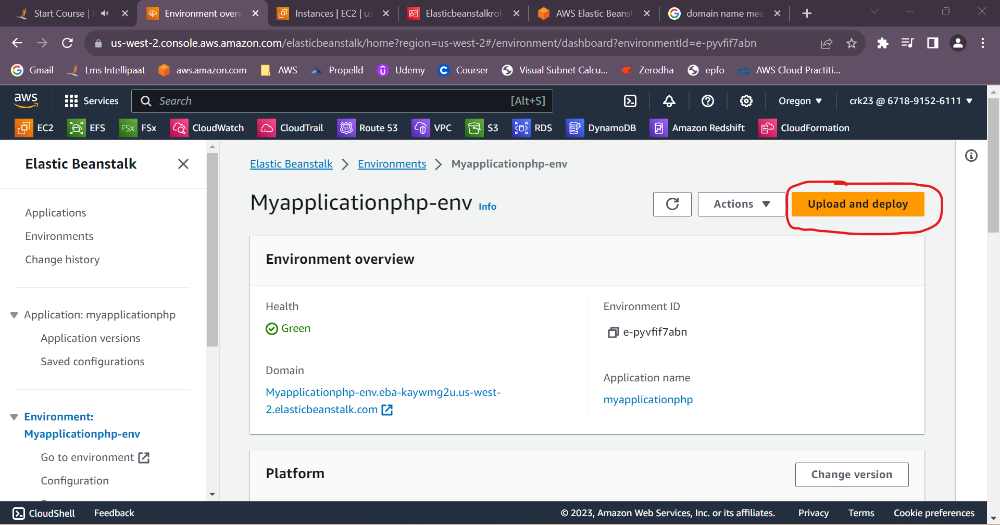 Start Course |
Environment overv
Instances | EC2 | us
Elasticbeanstalkrol
AWS Elastic Beanst
domain name mea
us-west-2.console.aws.amazon.com/elasticbeanstalk/home?region=us-west-2#/environment/dashboard?environmentId=e-pyvfif7abn
Gmail
Lms Intellipaat
aws.amazon.com
AWS
Propelld
Udemy
Courser
Visual Subnet Calcu...
Zerodha
epfo
AWS Cloud Practiti...
aws
Services
Search
[Alt+S]
Oregon
crk23 @ 6718-9152-6111
EC2
EFS
FSx
FSx
CloudWatch
CloudTrail
53
Route 53
VPC
S3
RDS
DynamoDB
Amazon Redshift
CloudFormation
Elastic Beanstalk
Applications
Environments
Change history
Application: myapplicationphp
Application versions
Saved configurations
Environment:
Myapplicationphp-env
Go to environment
Configuration
Elastic Beanstalk
Environments
Myapplicationphp-env
Myapplicationphp-env Info
Actions
Upload and deploy
Environment overview
Health
Green
Environment ID
e-pyvfif7abn
Domain
Myapplicationphp-env.eba-kaywmg2u.us-west-
2.elasticbeanstalk.com
Application name
myapplicationphp
Platform
Change version
CloudShell
Feedback
© 2023, Amazon Web Services, Inc. or its affiliates.
Privacy
Terms
Cookie preferences